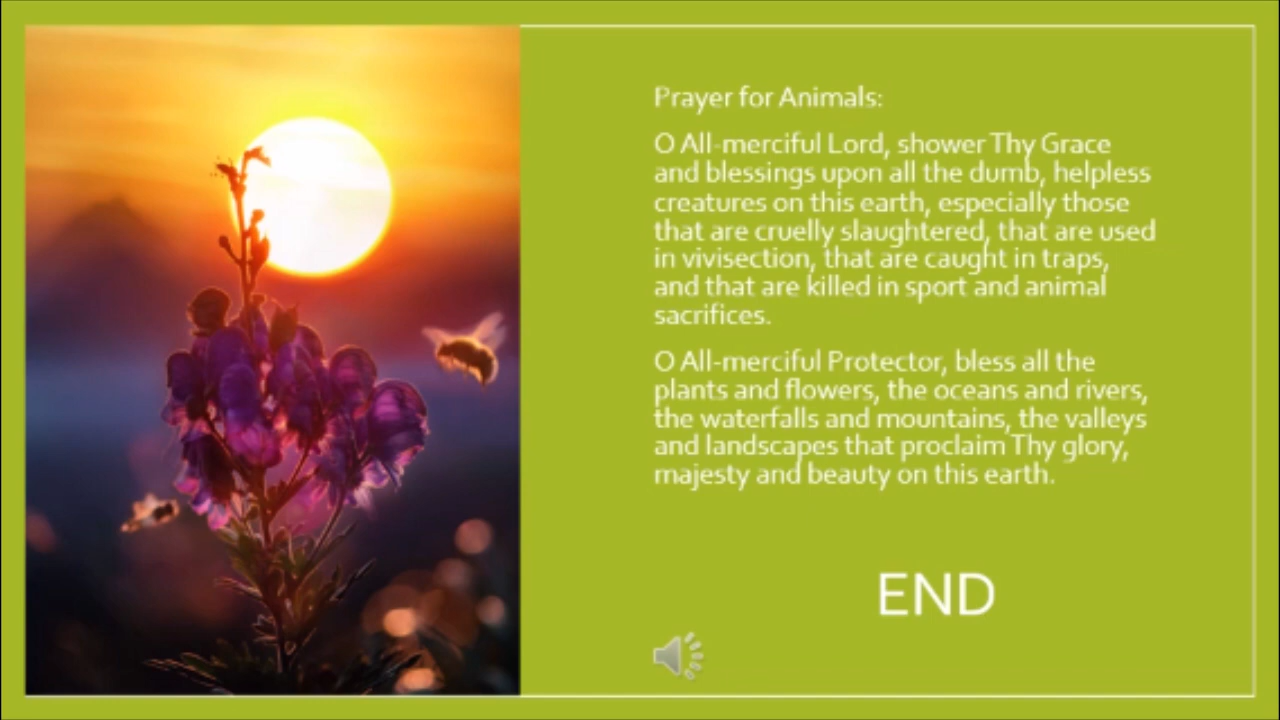 Prayer for Animals:
O All-merciful Lord, shower Thy Grace
and blessings upon all the dumb, helpless
creatures on this earth, especially those
that are cruelly slaughtered, that are used
in vivisection, that are caught in traps,
and that are killed in sport and animal
sacrifices.
O All-merciful Protector, bless all the
plants and flowers, the oceans and rivers,
the waterfalls and mountains, the valleys
and landscapes that proclaim Thy glory,
majesty and beauty on this earth.
END